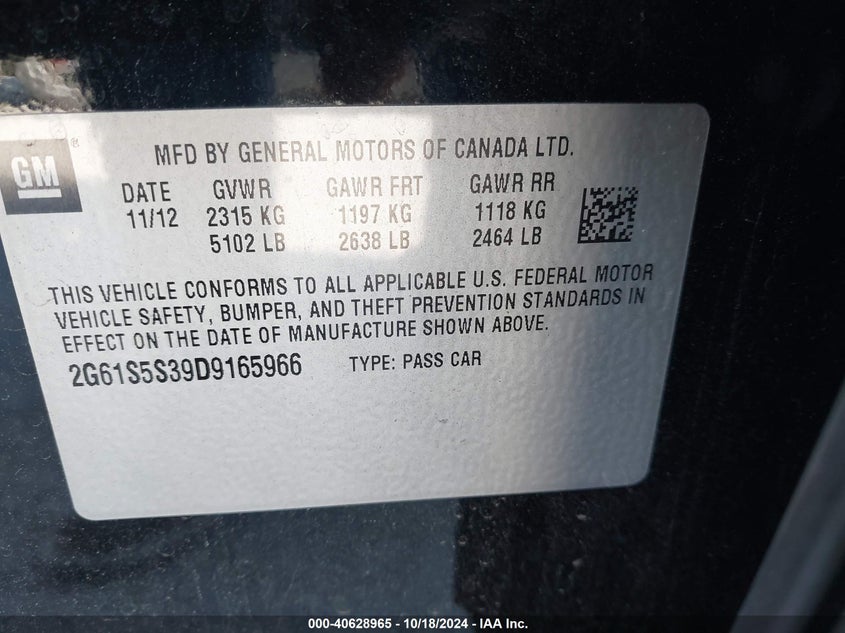 GM ®
MFD BY GENERAL MOTORS OF CANADA LTD.
DATE GVWR GAWR FRT GAWR RR
11/12 2315 KG 1197 KG 1118 KG
5102 LB 2638 LB 2464 LB
THIS VEHICLE CONFORMS TO ALL APPLICABLE U.S. FEDERAL MOTOR
VEHICLE SAFETY, BUMPER, AND THEFT PREVENTION STANDARDS IN
EFFECT ON THE DATE OF MANUFACTURE SHOWN ABOVE.
2G61S5S39D9165966 TYPE: PASS CAR
000-40628965 - 10/18/2024 - IAA Inc.